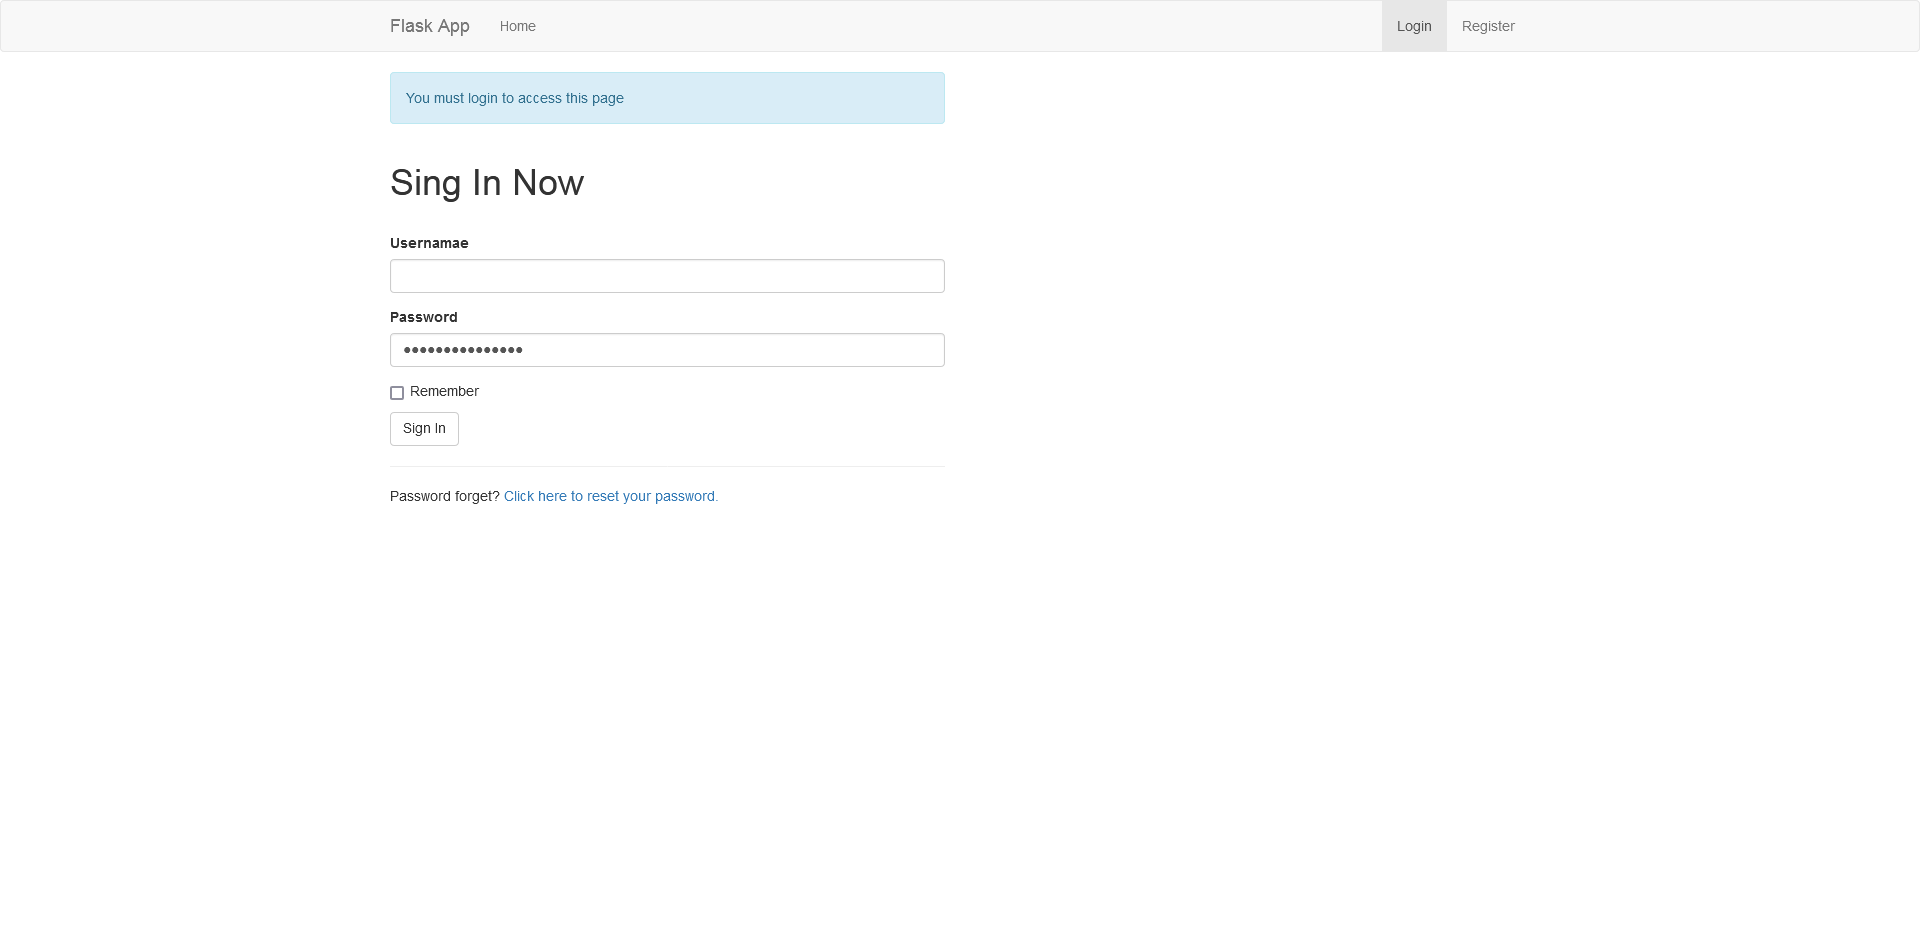 Flask App Home Login Register
You must login to access this page
Sing In Now
Usernamae
Password
•••••••••••••••
Remember
Sign In
Password forget? Click here to reset your password.